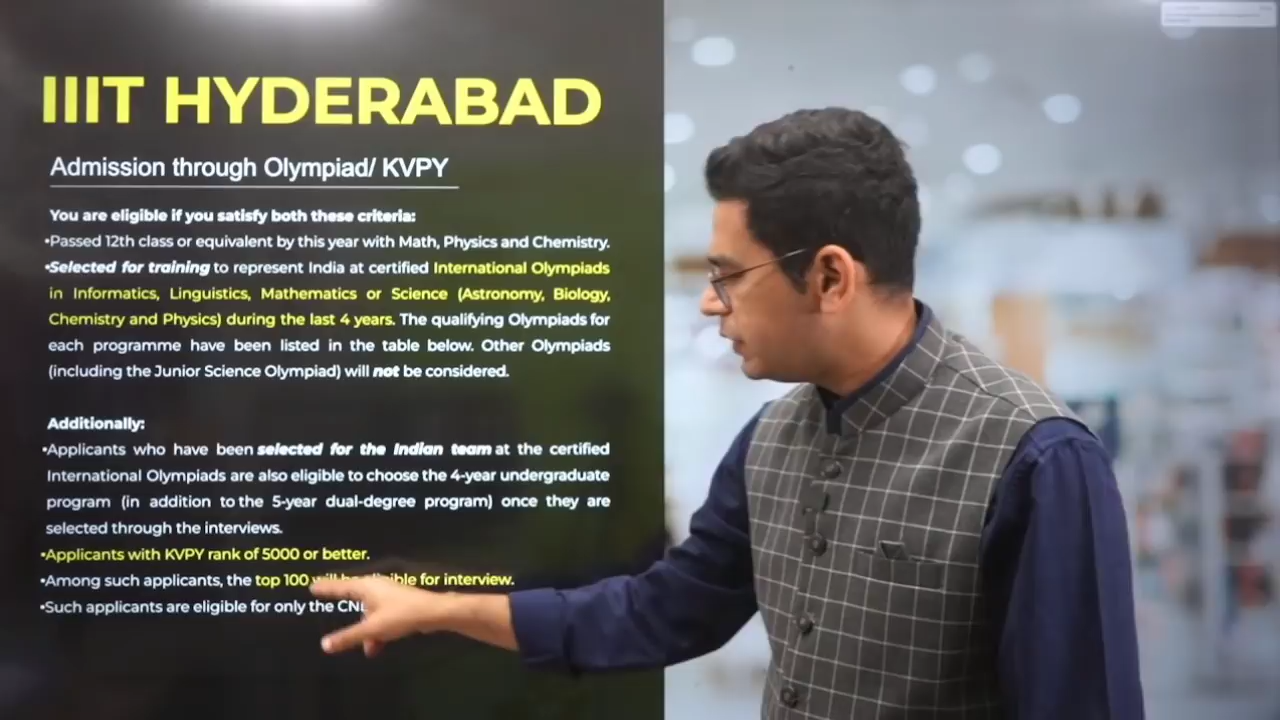 IIIT HYDERABAD
Admission through Olympiad/ KVPY
You are eligible if you satisfy both these criteria:
•Passed 12th class or equivalent by this year with Math, Physics and Chemistry.
•Selected for training to represent India at certified International Olympiads
in Informatics, Linguistics, Mathematics or Science (Astronomy, Biology,
Chemistry and Physics) during the last 4 years. The qualifying Olympiads for
each programme have been listed in the table below. Other Olympiads
(including the Junior Science Olympiad) will not be considered.
Additionally:
•Applicants who have been selected for the Indian team at the certified
International Olympiads are also eligible to choose the 4-year undergraduate
program (in addition to the 5-year dual-degree program) once they are
selected through the interviews.
•Applicants with KVPY rank of 5000 or better.
•Among such applicants, the top 100 will be eligible for interview.
•Such applicants are eligible for only the